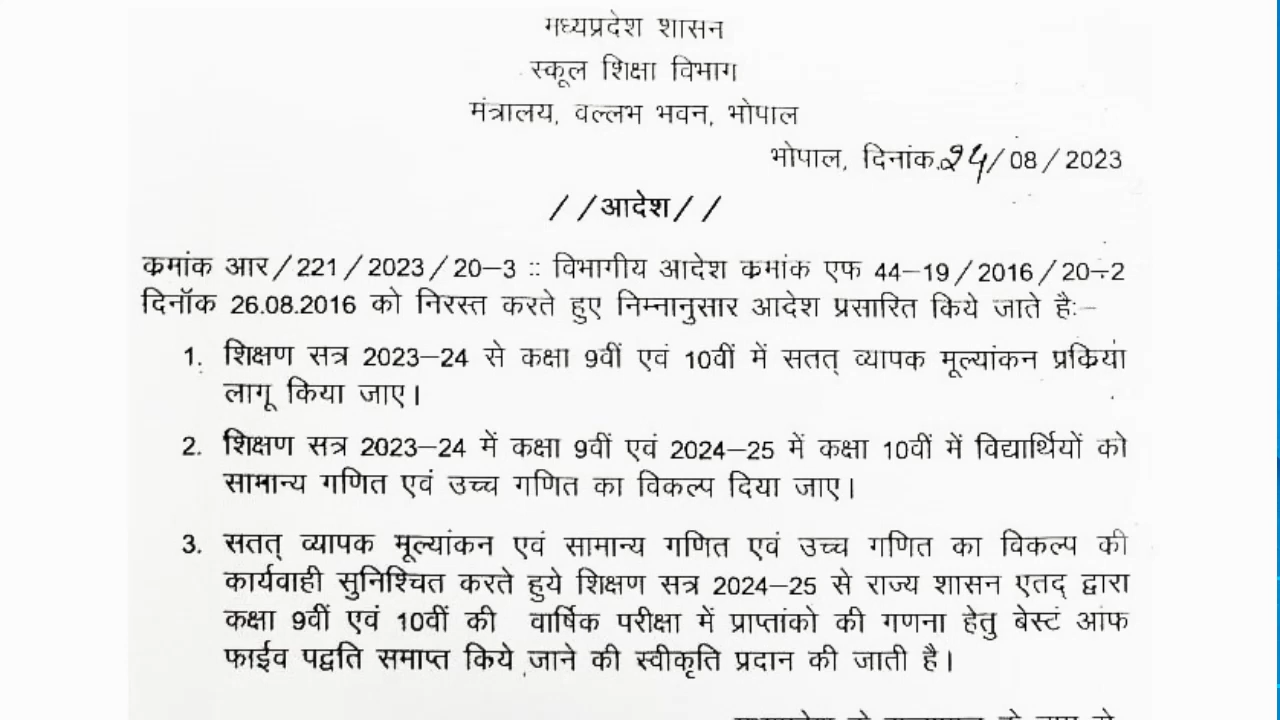 मध्यप्रदेश शासन
स्कूल शिक्षा विभाग
मंत्रालय, वल्लभ भवन, भोपाल
भोपाल, दिनांक.24/08/2023
//आदेश//
कमांक आर/221/2023/20-3 :: विभागीय आदेश कमांक एफ 44-19/2016/20-2
दिनॉक 26.08.2016 को निरस्त करते हुए निम्नानुसार आदेश प्रसारित किये जाते हैः-
1. शिक्षण सत्र 2023-24 से कक्षा 9वीं एवं 10वीं में सतत् व्यापक मूल्यांकन प्रकिया
लागू किया जाए।
2. शिक्षण सत्र 2023-24 में कक्षा 9वीं एवं 2024-25 में कक्षा 10वीं में विद्यार्थियों को
सामान्य गणित एवं उच्च गणित का विकल्प दिया जाए।
3. सतत् व्यापक मूल्यांकन एवं सामान्य गणित एवं उच्च गणित का विकल्प की
कार्यवाही सुनिश्चित करते हुये शिक्षण सत्र 2024-25 से राज्य शासन एतद् द्वारा
कक्षा 9वीं एवं 10वीं की वार्षिक परीक्षा में प्राप्तांको की गणना हेतु बेस्ट आंफ
फाईव पद्वति समाप्त किये जाने की स्वीकृति प्रदान की जाती है।